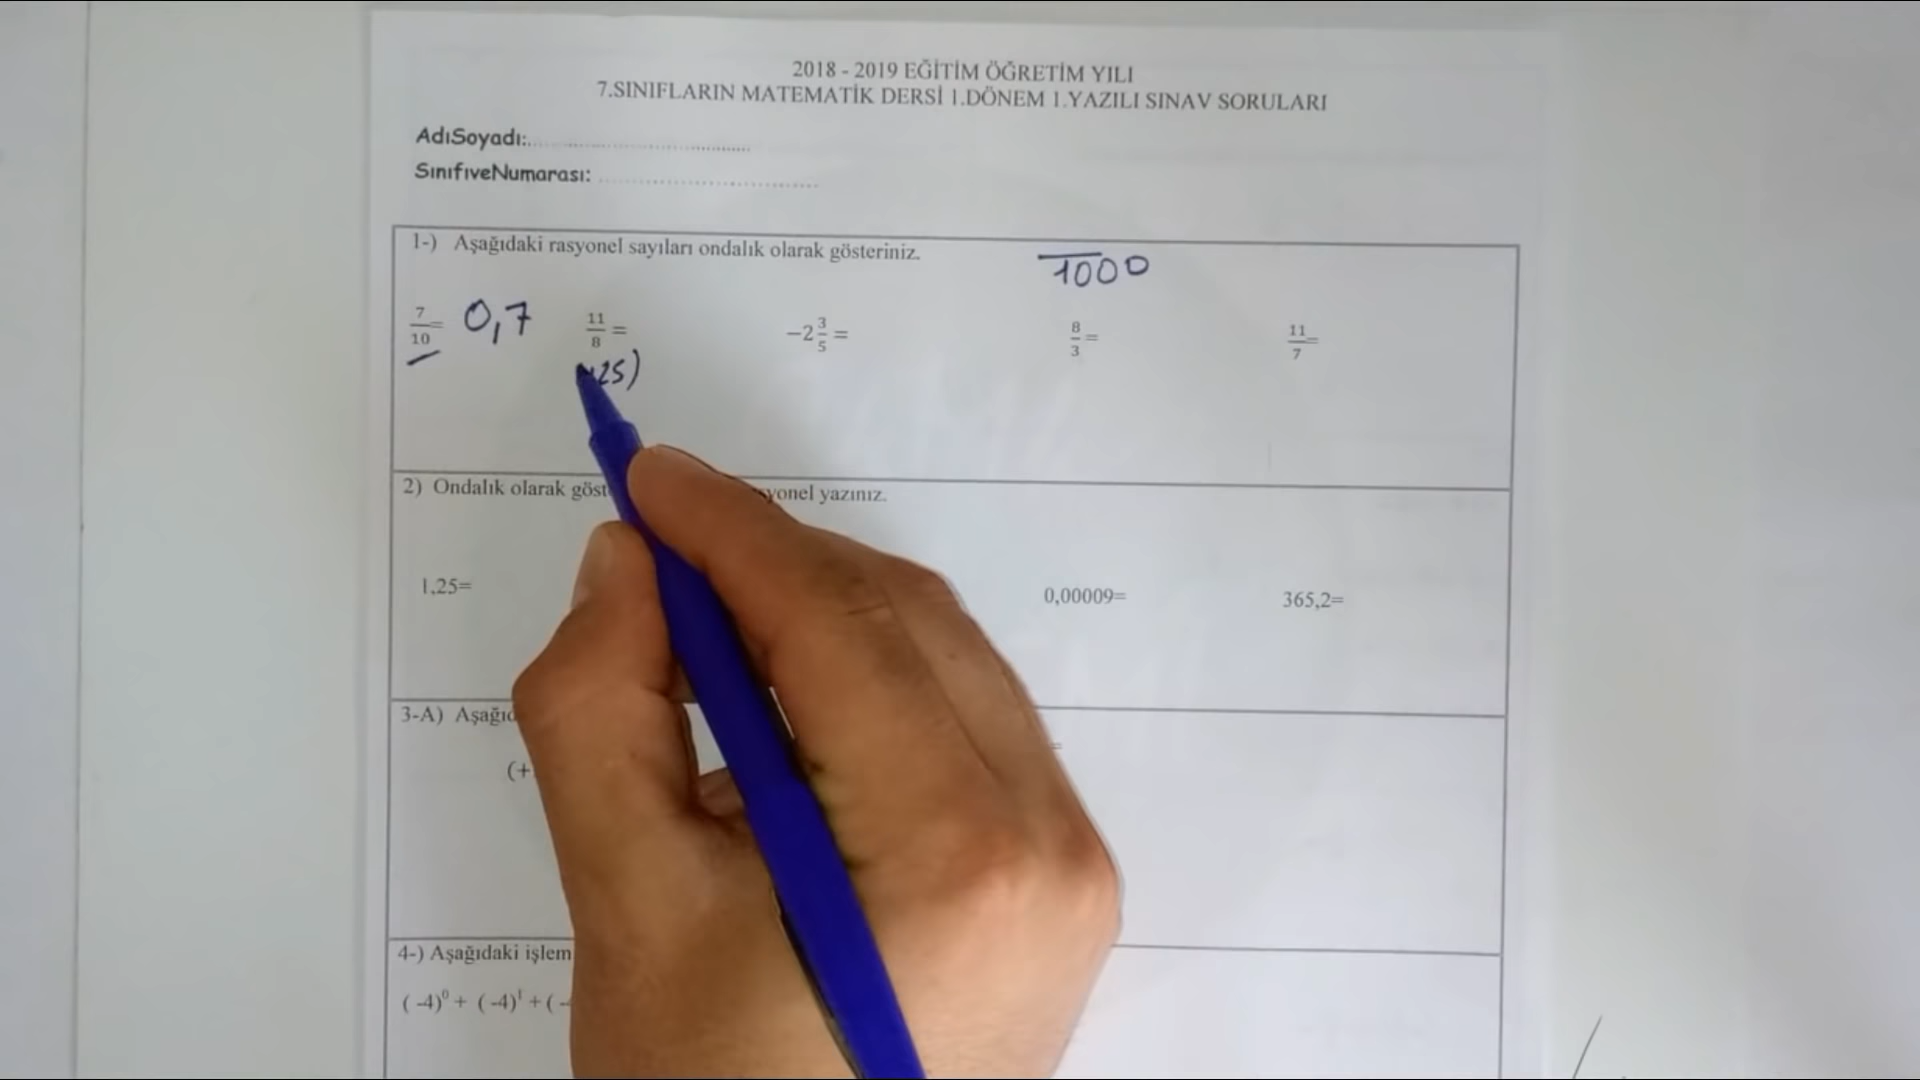 2018 - 2019 EĞİTİM ÖĞRETİM YILI
7.SINIFLARIN MATEMATİK DERSİ 1.DÖNEM 1.YAZILI SINAV SORULARI
AdıSoyadı:..............................................
SınıfıveNumarası: ........................................
1-) Aşağıdaki rasyonel sayıları ondalık olarak gösteriniz.
1000
7/10= 0,7 11/8 = −2 3/5 = 8/3 = 11/7=
25)
2) Ondalık olarak yazınız.
1,25= 0,00009= 365,2=
3-A)
=
(+
4-) Aşağıdaki işlem
( -4)⁰ + ( -4)¹ + ( -